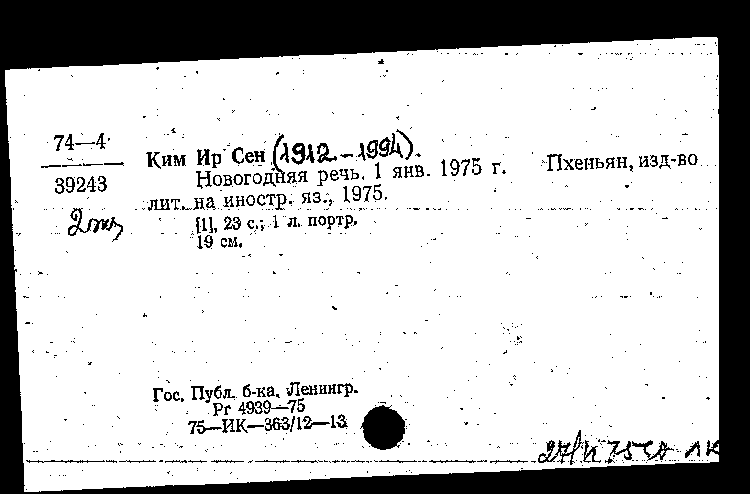 74—4
39243
2 экз
Ким Ир Сен (1912-1994).
Новогодняя речь. 1 янв. 1975 г. Пхеньян, изд-во
лит. на иностр. яз., 1975.
[1], 23 с.; 1 л. портр.
19 см.
Гос. Публ. б-ка. Ленингр.
Рг 4939—75
75—ИК—363/12—13